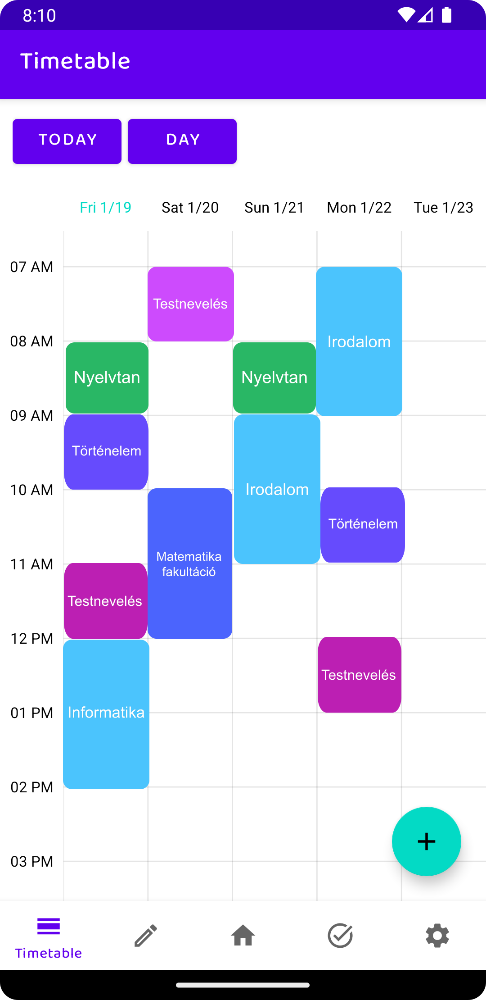 8:10
Timetable
TODAY
DAY
Fri 1/19
Sat 1/20
Sun 1/21
Mon 1/22
Tue 1/23
07 AM
Testnevelés
Irodalom
08 AM
Nyelvtan
Nyelvtan
09 AM
Történelem
Irodalom
10 AM
Történelem
Matematika
fakultáció
11 AM
Testnevelés
12 PM
Testnevelés
Informatika
01 PM
02 PM
03 PM
Timetable